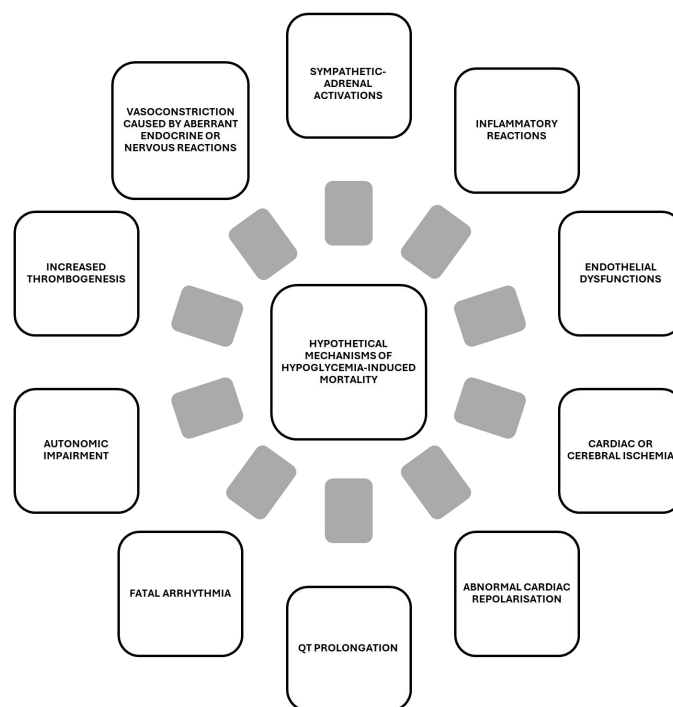 SYMPATHETIC-
ADRENAL
ACTIVATIONS
INFLAMMATORY
REACTIONS
ENDOTHELIAL
DYSFUNCTIONS
CARDIAC OR
CEREBRAL ISCHEMIA
ABNORMAL CARDIAC
REPOLARISATION
QT PROLONGATION
FATAL ARRHYTHMIA
AUTONOMIC
IMPAIRMENT
INCREASED
THROMBOGENESIS
VASOCONSTRICTION
CAUSED BY ABERRANT
ENDOCRINE OR
NERVOUS REACTIONS
HYPOTHETICAL
MECHANISMS OF
HYPOGLYCEMIA-INDUCED
MORTALITY